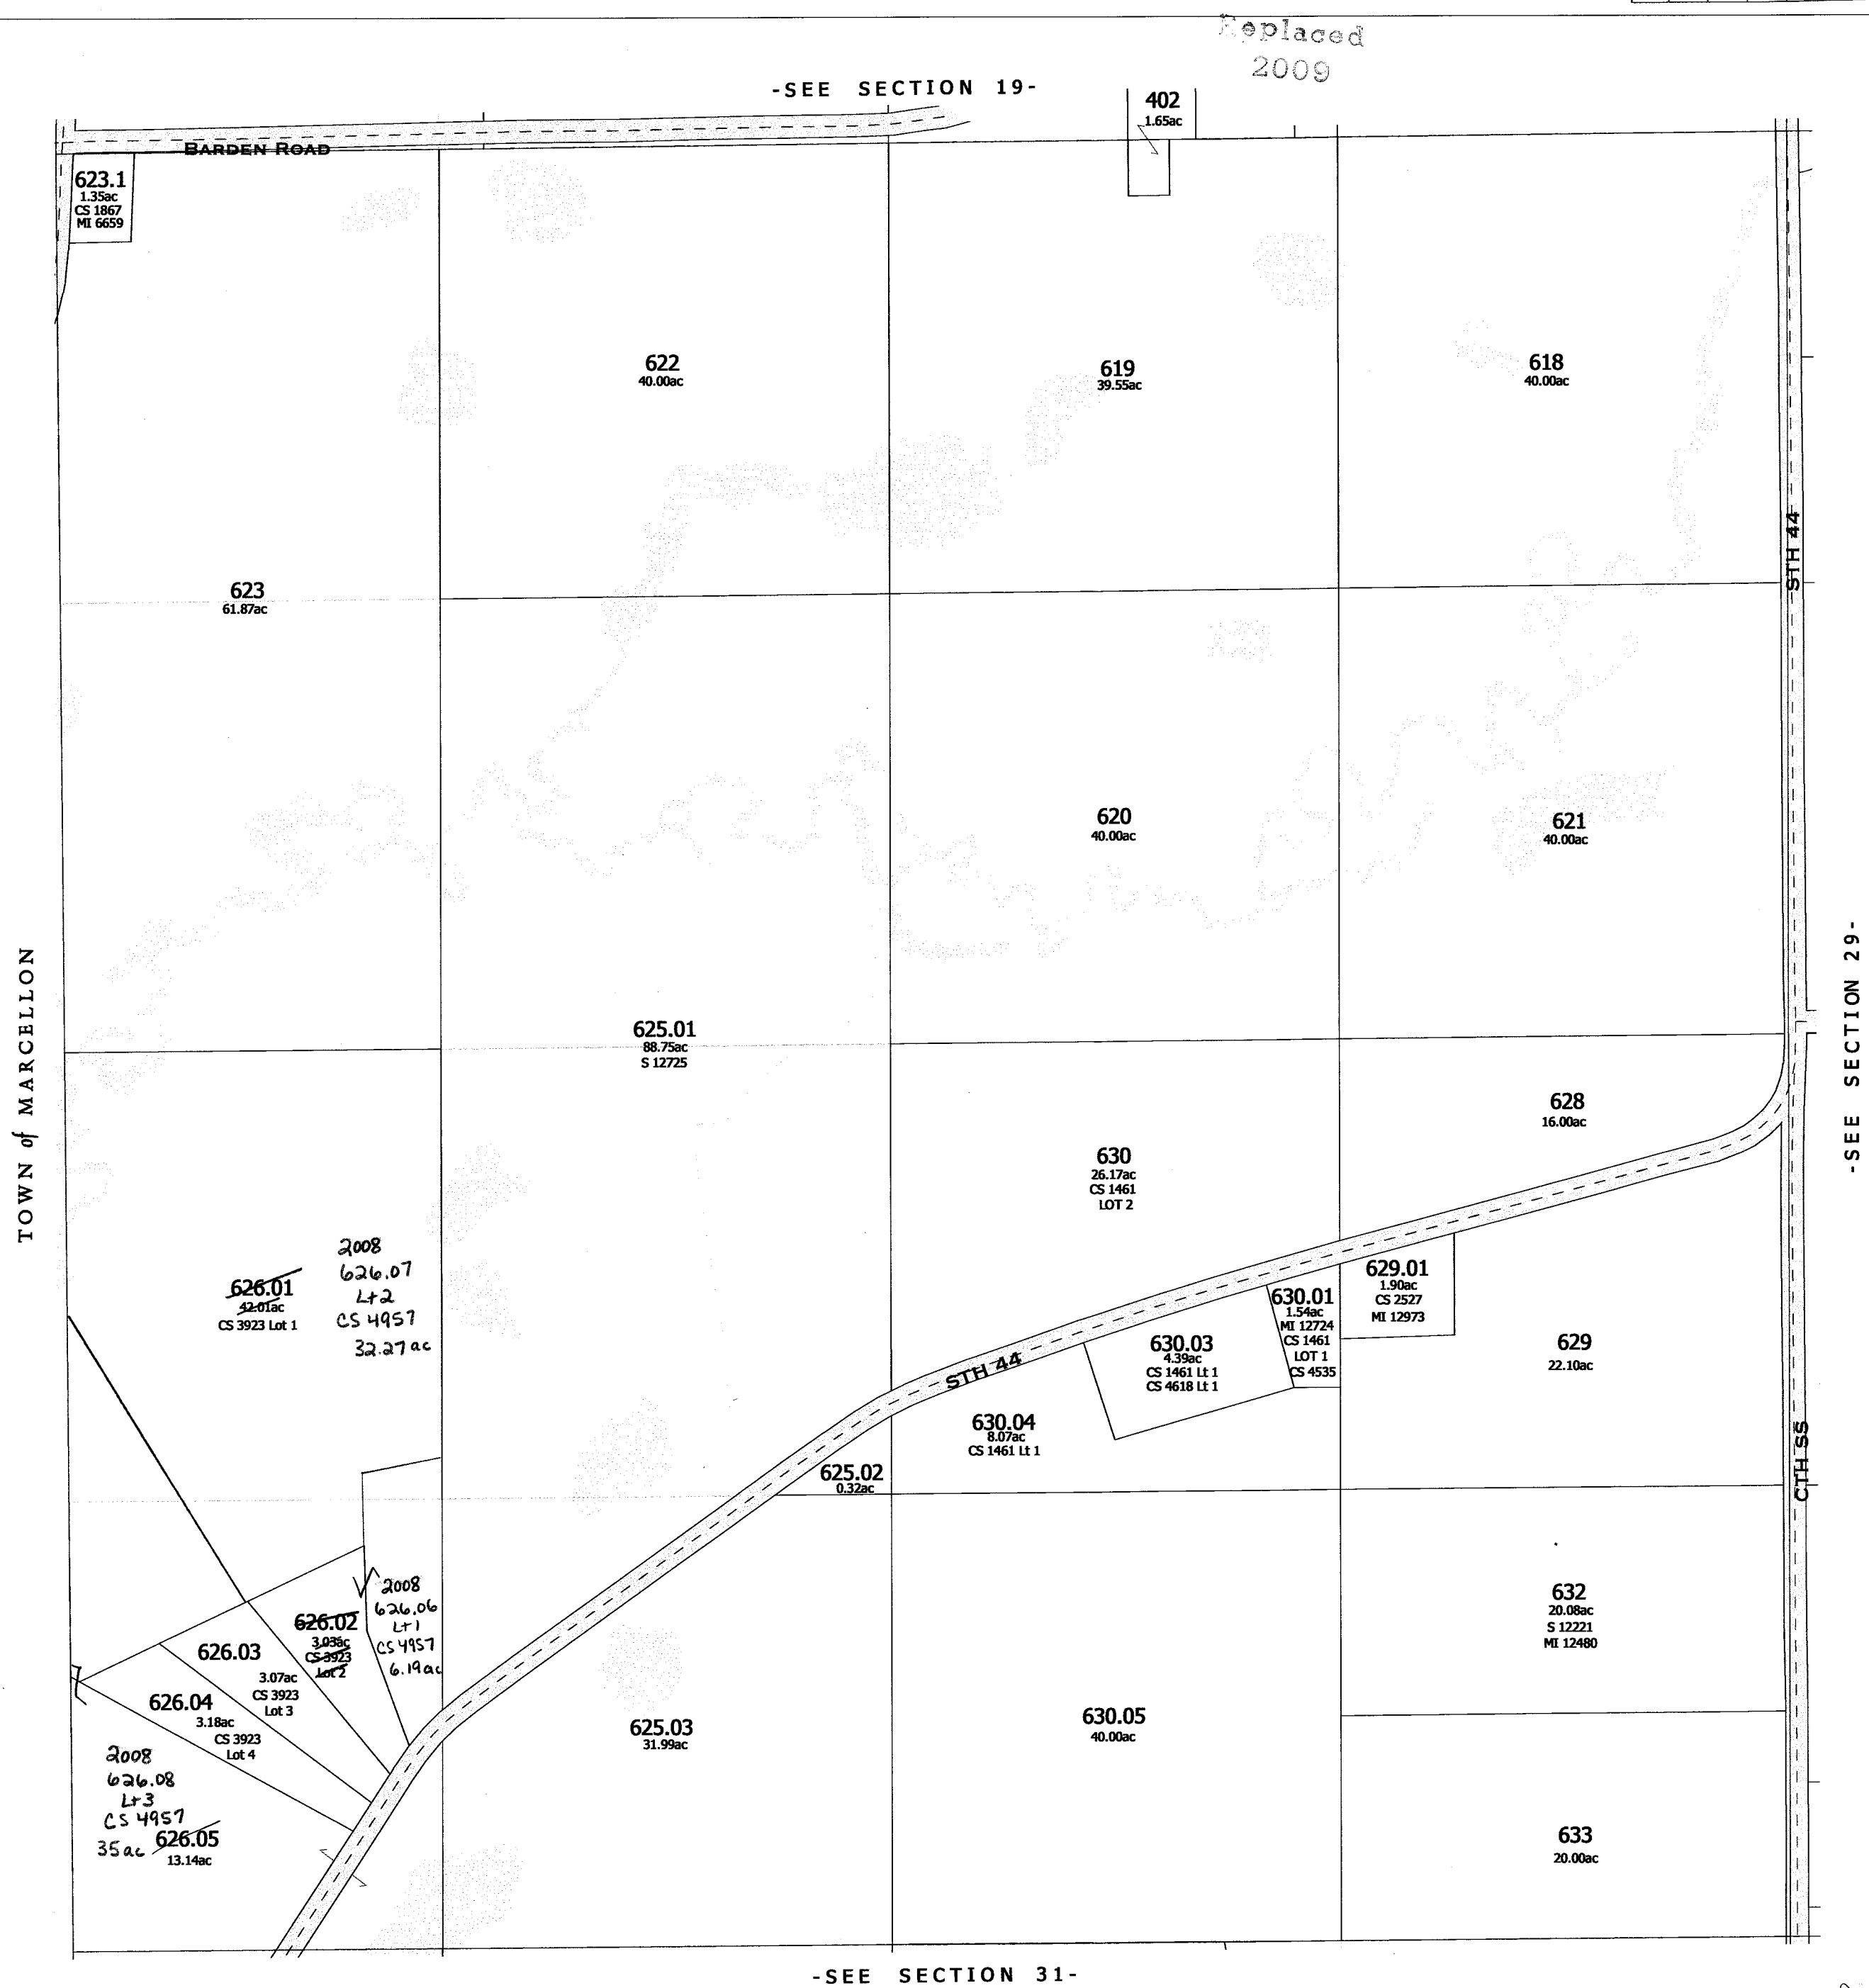 Replaced
2009
-SEE SECTION 19-
402
1.65ac
BARDEN ROAD
623.1
1.35ac
CS 1867
MI 6659
622
40.00ac
619
39.55ac
618
40.00ac
STH 44
623
61.87ac
620
40.00ac
621
40.00ac
TOWN of MARCELLON
-SEE SECTION 29-
625.01
88.75ac
S 12725
628
16.00ac
630
26.17ac
CS 1461
LOT 2
626.01
42.01ac
CS 3923 Lot 1
2008
626.07
Lt 2
CS 4957
32.27 ac
629.01
1.90ac
CS 2527
MI 12973
630.01
1.54ac
MI 12724
CS 1461
LOT 1
CS 4535
630.03
4.39ac
CS 1461 Lt 1
CS 4618 Lt 1
629
22.10ac
STH 44
630.04
8.07ac
CS 1461 Lt 1
625.02
0.32ac
CTH SS
632
20.08ac
S 12221
MI 12480
2008
626.06
Lt 1
CS 4957
6.19ac
626.02
3.03ac
CS 3923
Lot 2
626.03
3.07ac
CS 3923
Lot 3
626.04
3.18ac
CS 3923
Lot 4
625.03
31.99ac
630.05
40.00ac
2008
626.08
Lt 3
CS 4957
35ac
626.05
13.14ac
633
20.00ac
-SEE SECTION 31-